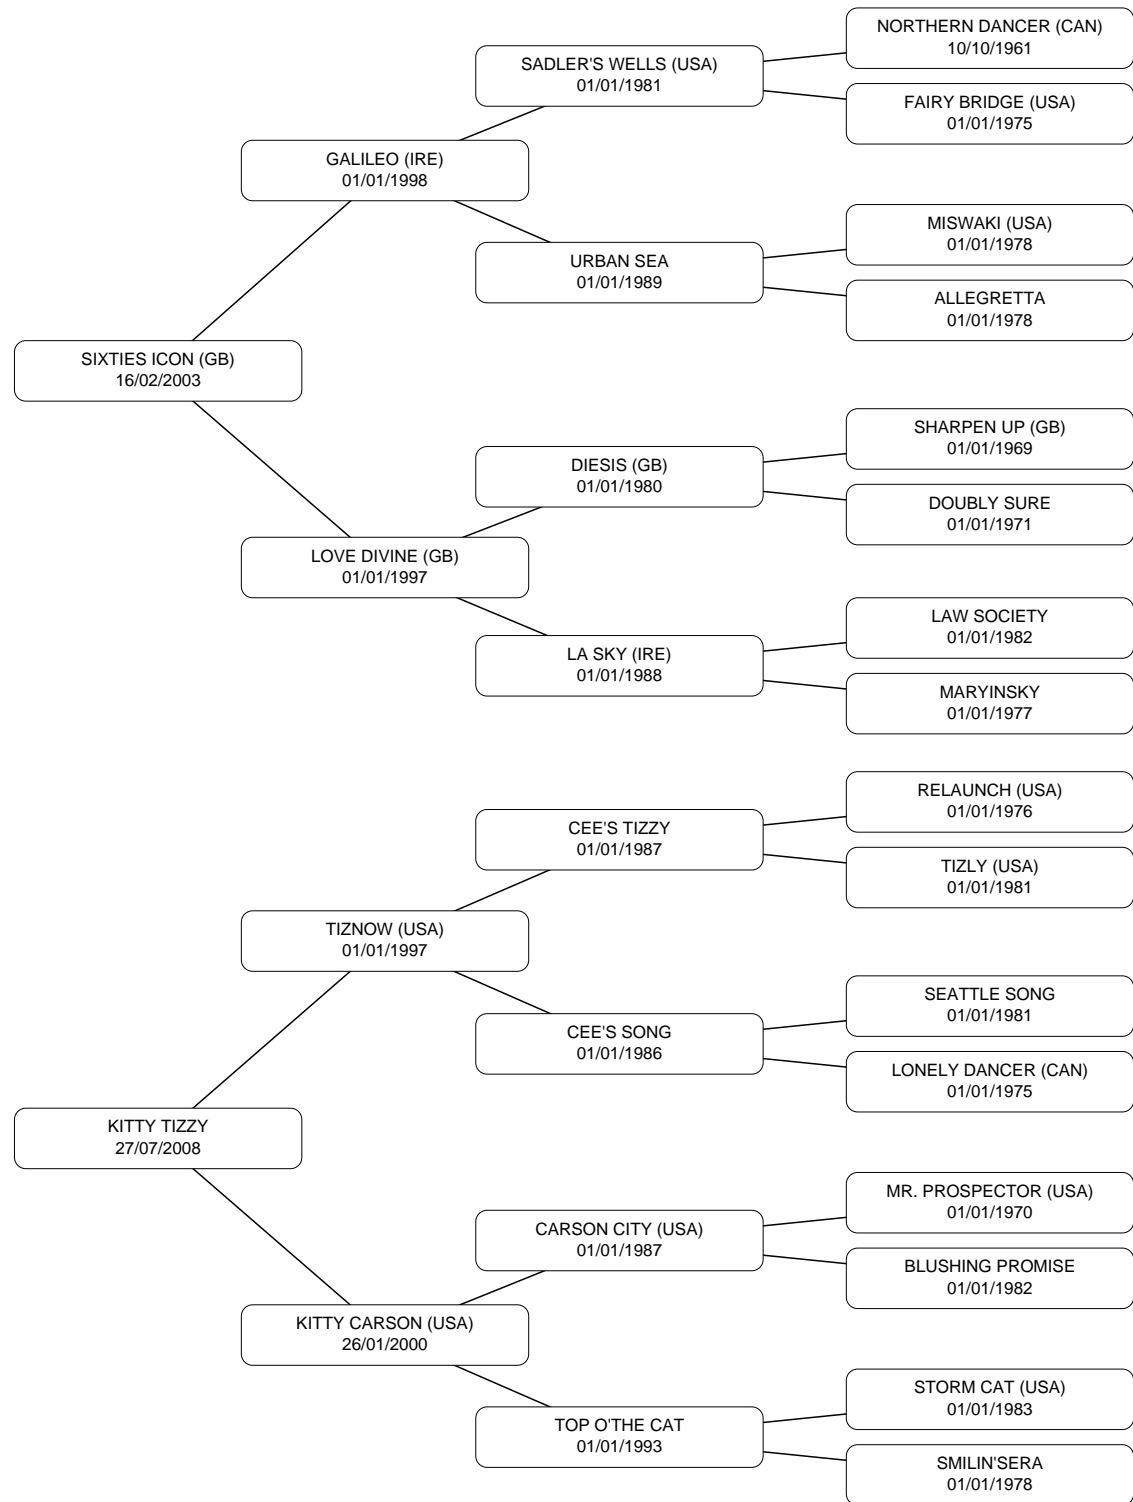 NORTHERN DANCER (CAN)
10/10/1961
SADLER'S WELLS (USA)
01/01/1981
FAIRY BRIDGE (USA)
01/01/1975
GALILEO (IRE)
01/01/1998
MISWAKI (USA)
01/01/1978
URBAN SEA
01/01/1989
ALLEGRETTA
01/01/1978
SIXTIES ICON (GB)
16/02/2003
SHARPEN UP (GB)
01/01/1969
DIESIS (GB)
01/01/1980
DOUBLY SURE
01/01/1971
LOVE DIVINE (GB)
01/01/1997
LAW SOCIETY
01/01/1982
LA SKY (IRE)
01/01/1988
MARYINSKY
01/01/1977
RELAUNCH (USA)
01/01/1976
CEE'S TIZZY
01/01/1987
TIZLY (USA)
01/01/1981
TIZNOW (USA)
01/01/1997
SEATTLE SONG
01/01/1981
CEE'S SONG
01/01/1986
LONELY DANCER (CAN)
01/01/1975
KITTY TIZZY
27/07/2008
MR. PROSPECTOR (USA)
01/01/1970
CARSON CITY (USA)
01/01/1987
BLUSHING PROMISE
01/01/1982
KITTY CARSON (USA)
26/01/2000
STORM CAT (USA)
01/01/1983
TOP O'THE CAT
01/01/1993
SMILIN'SERA
01/01/1978